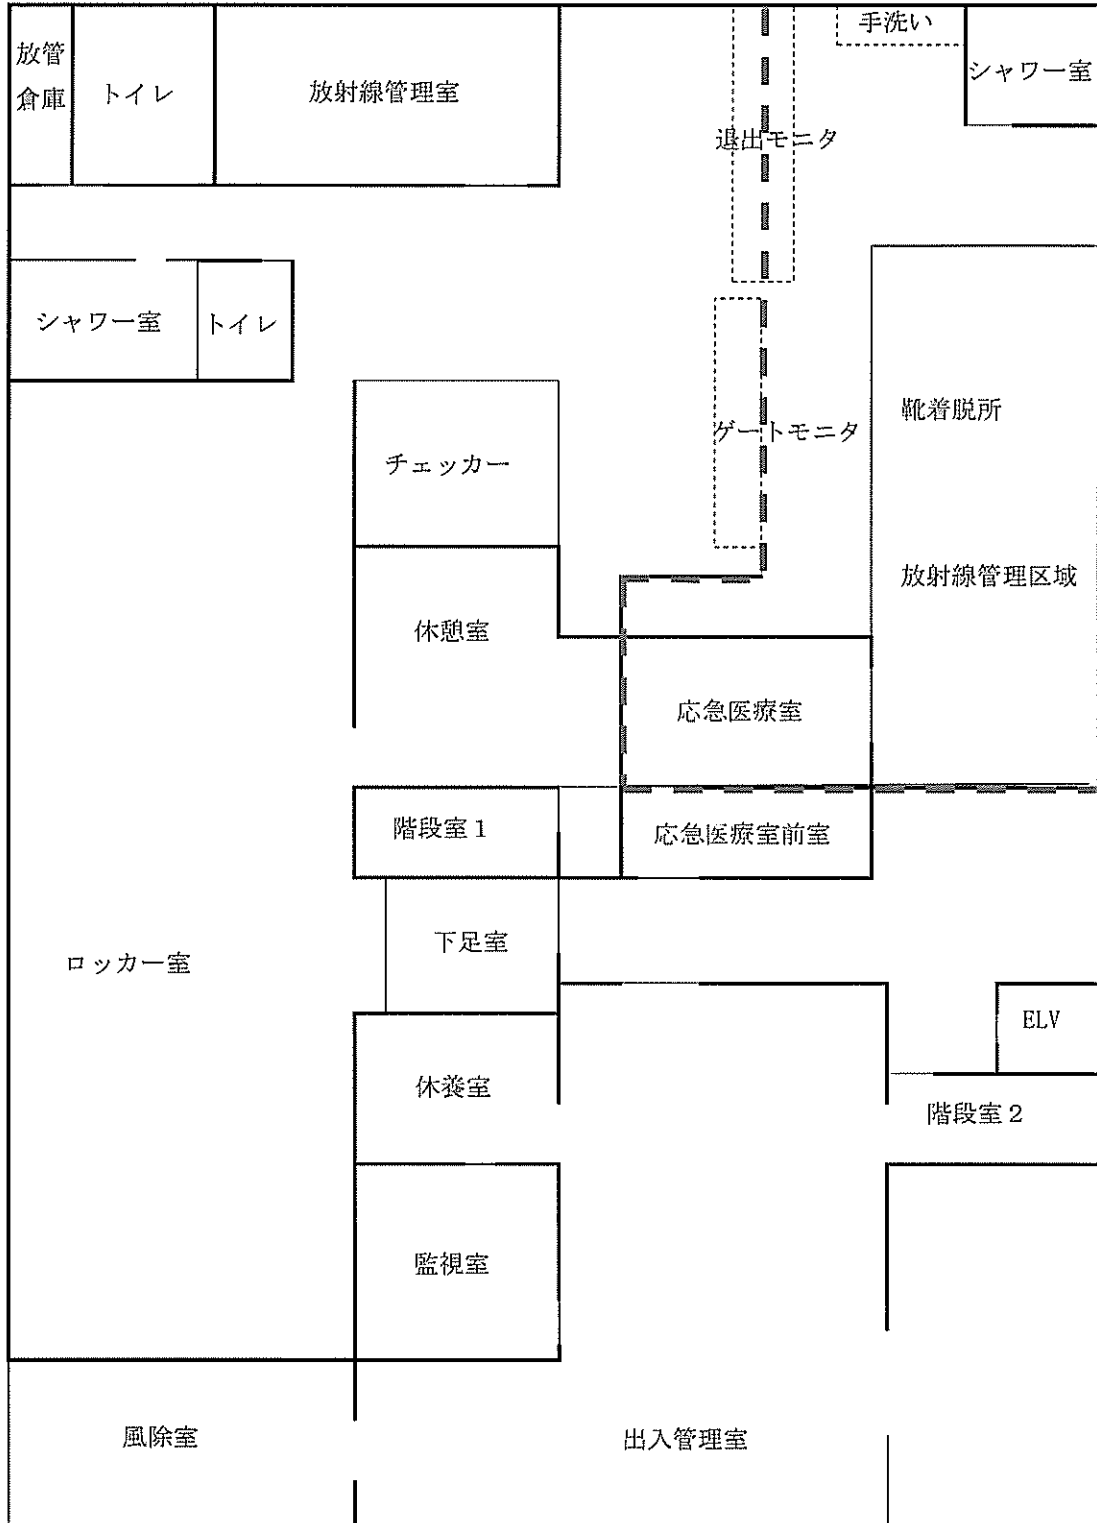 手洗い
放管
倉庫
トイレ
放射線管理室
シャワー室
退出モニタ
シャワー室
トイレ
靴着脱所
ゲートモニタ
チェッカー
放射線管理区域
休憩室
応急医療室
階段室1
応急医療室前室
下足室
ロッカー室
ELV
休養室
階段室2
監視室
風除室
出入管理室